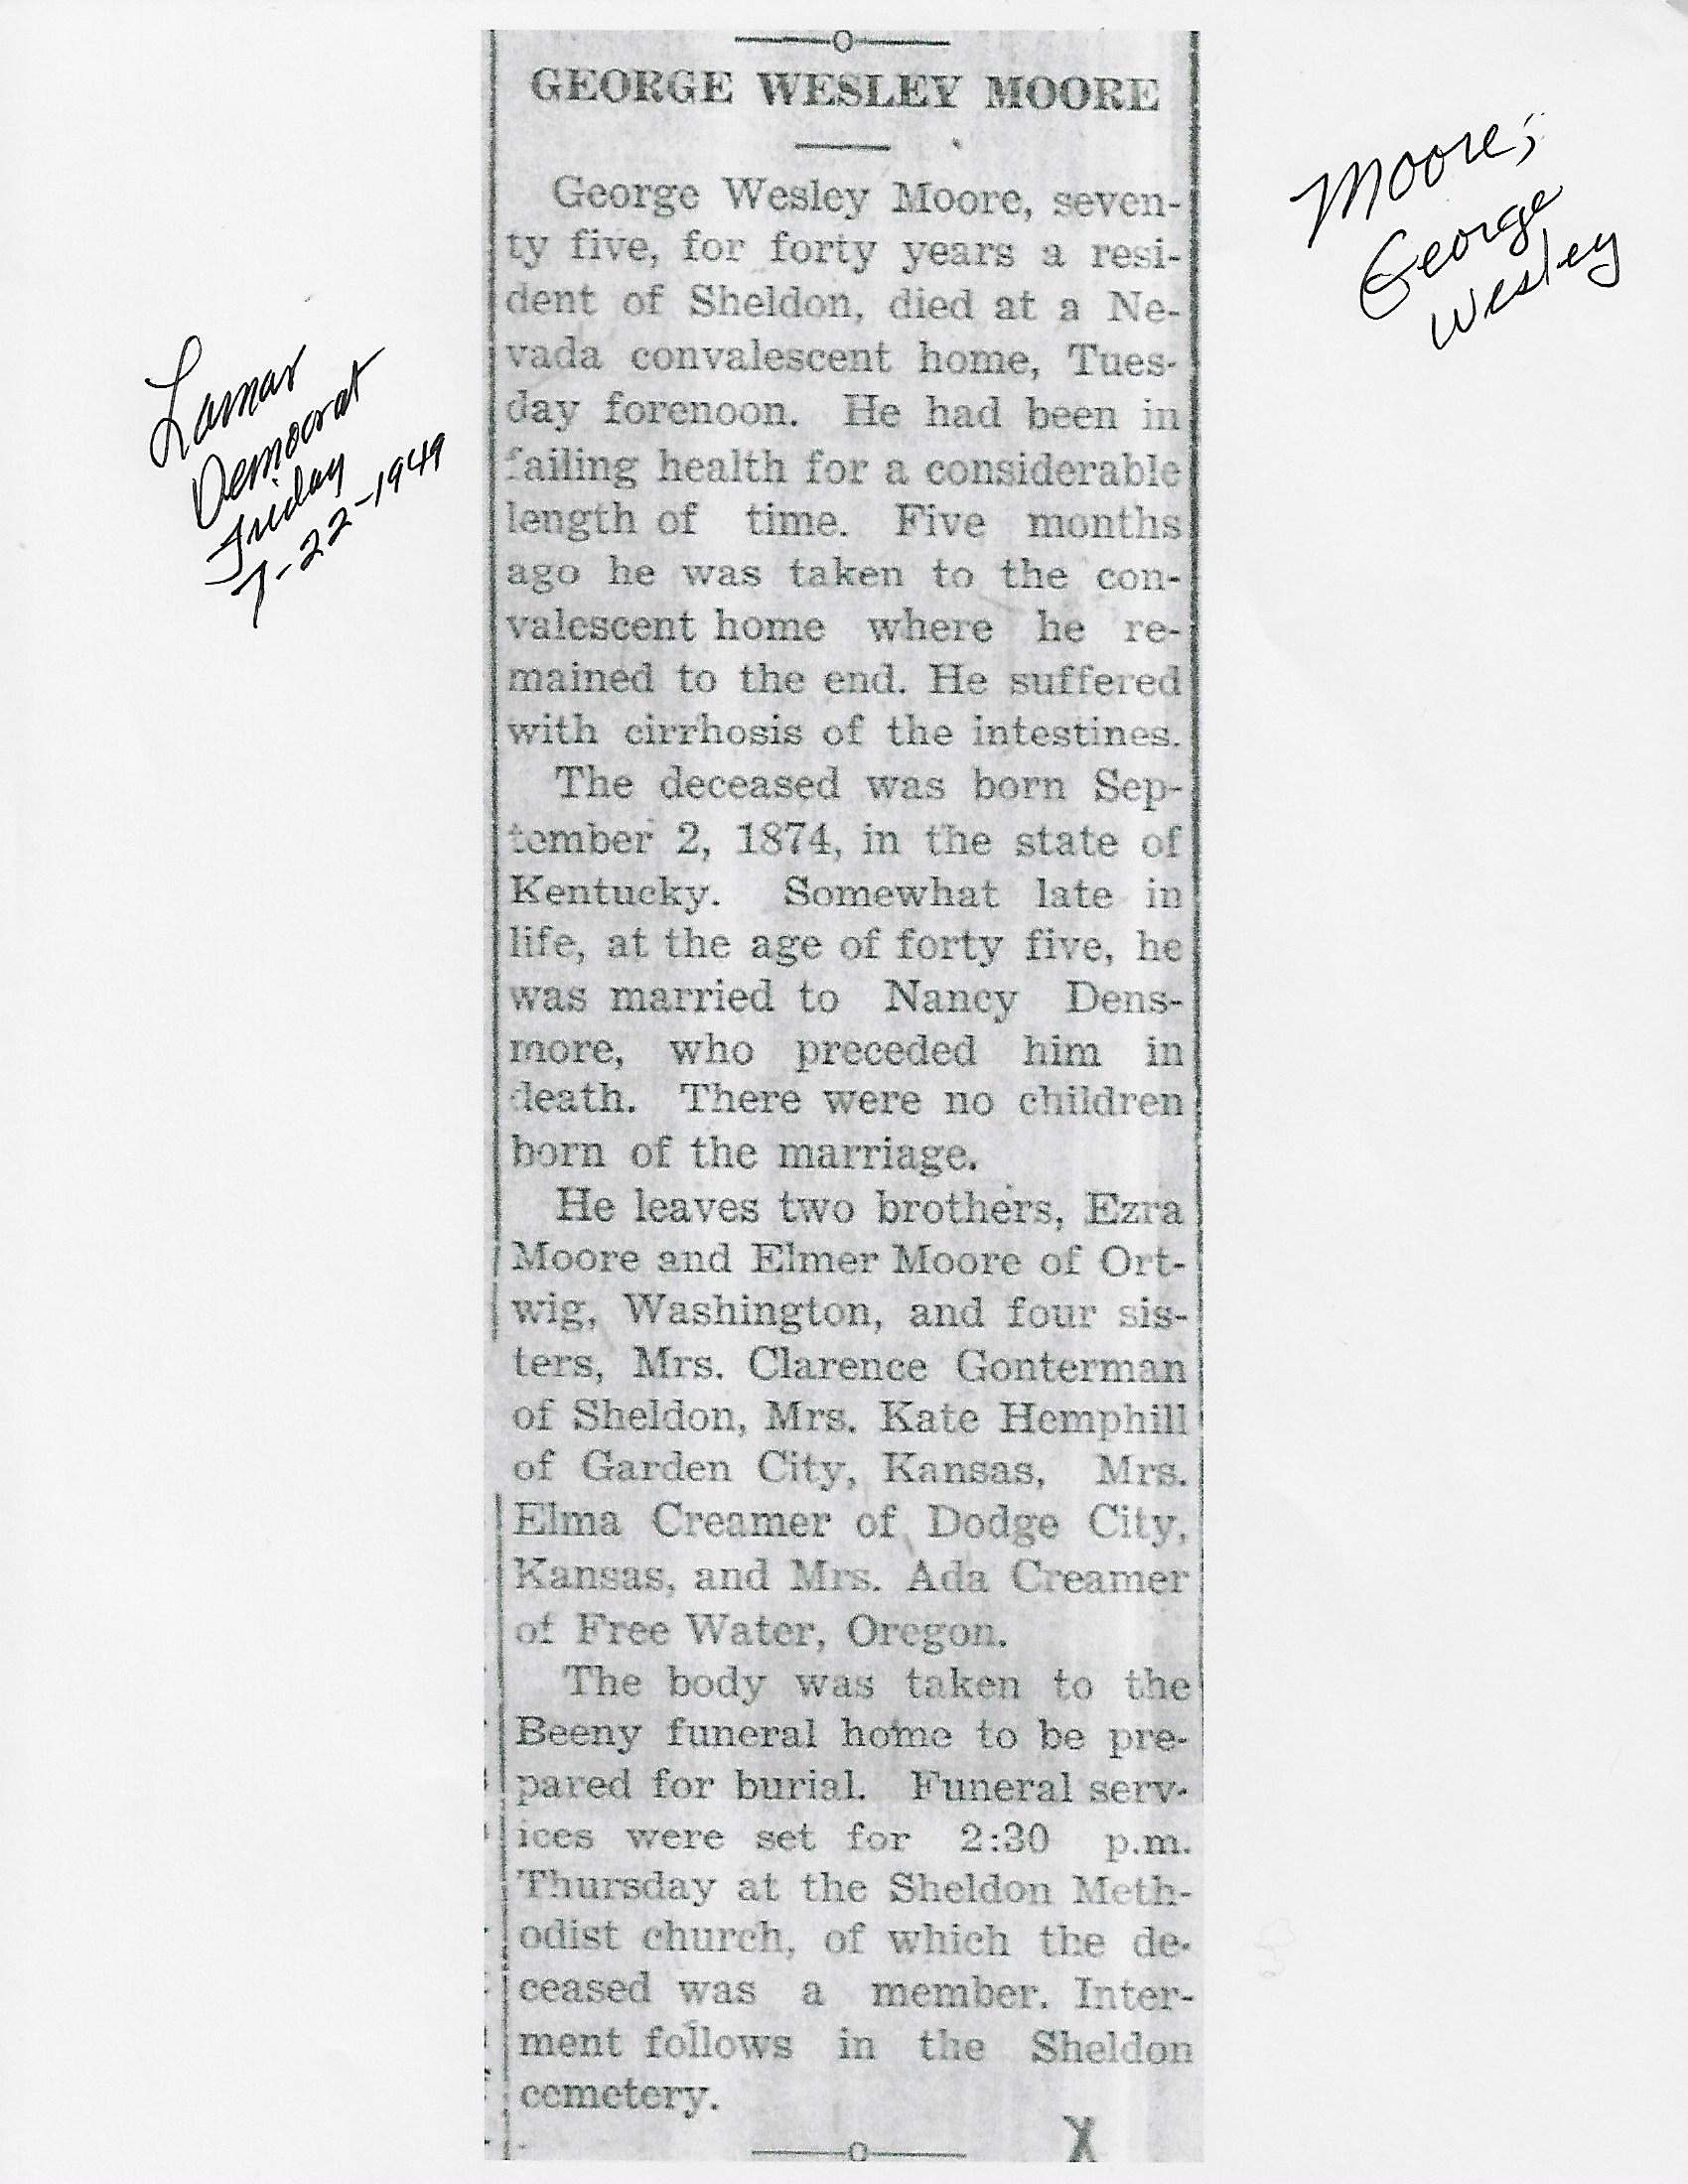 GEORGE WESLEY MOORE
George Wesley Moore, seven-
ty five, for forty years a resi-
dent of Sheldon, died at a Ne-
vada convalescent home, Tues-
day forenoon. He had been in
failing health for a considerable
length of time. Five months
ago he was taken to the con-
valescent home where he re-
mained to the end. He suffered
with cirrhosis of the intestines.
The deceased was born Sep-
tember 2, 1874, in the state of
Kentucky. Somewhat late in
life, at the age of forty five, he
was married to Nancy Dens-
more, who preceded him in
death. There were no children
born of the marriage.
He leaves two brothers, Ezra
Moore and Elmer Moore of Ort-
wig, Washington, and four sis-
ters, Mrs. Clarence Gonterman
of Sheldon, Mrs. Kate Hemphill
of Garden City, Kansas, Mrs.
Elma Creamer of Dodge City,
Kansas, and Mrs. Ada Creamer
of Free Water, Oregon.
The body was taken to the
Beeny funeral home to be pre-
pared for burial. Funeral serv-
ices were set for 2:30 p.m.
Thursday at the Sheldon Meth-
odist church, of which the de-
ceased was a member. Inter-
ment follows in the Sheldon
cemetery.
X
Lamar
Democrat
Friday
7-22-1949
Moore,
George
Wesley